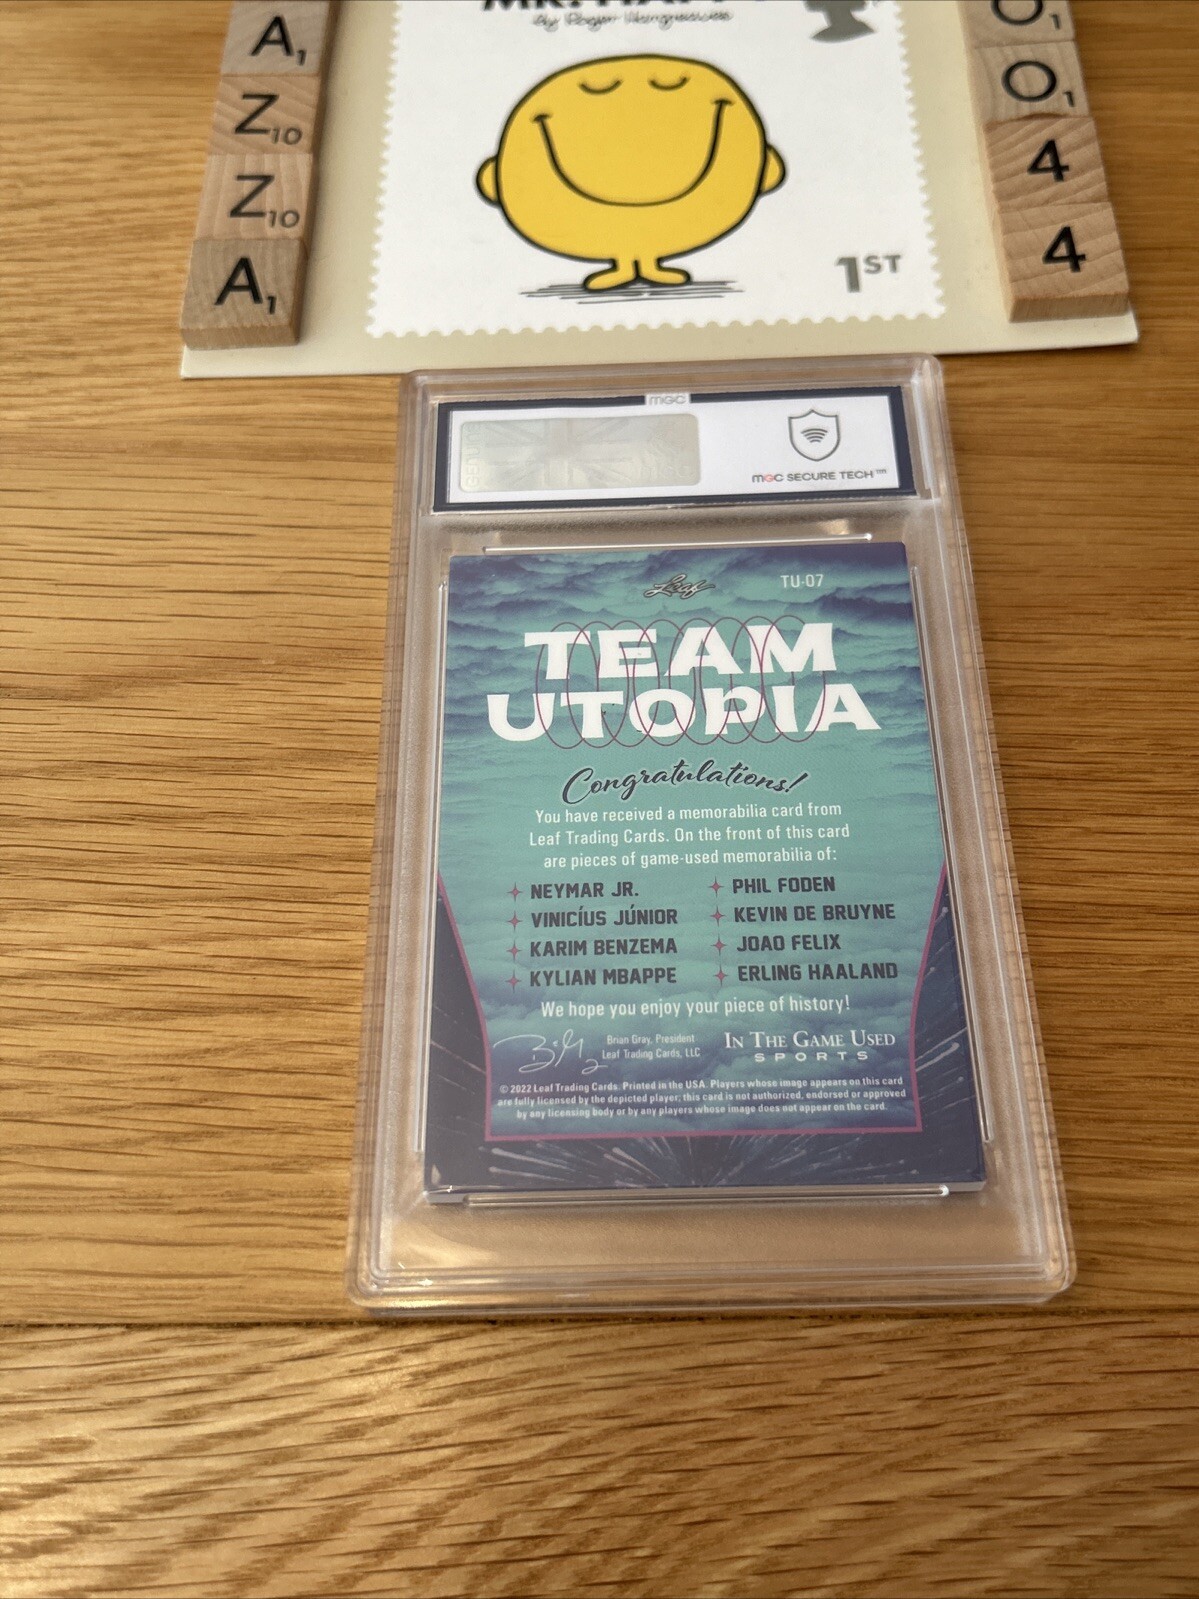 By Roger Hargreaves
A1
Z10
Z10
A1
O1
O1
4
4
1ST
MGC
GENUINE
MGC SECURE TECH™
Leaf
TU-07
TEAM
UTOPIA
Congratulations!
You have received a memorabilia card from
Leaf Trading Cards. On the front of this card
are pieces of game-used memorabilia of:
NEYMAR JR.
VINICÍUS JÚNIOR
KARIM BENZEMA
KYLIAN MBAPPE
PHIL FODEN
KEVIN DE BRUYNE
JOAO FELIX
ERLING HAALAND
We hope you enjoy your piece of history!
Brian Gray, President
Leaf Trading Cards, LLC
IN THE GAME USED
SPORTS
© 2022 Leaf Trading Cards. Printed in the USA. Players whose image appears on this card
are fully licensed by the depicted player; this card is not authorized, endorsed or approved
by any licensing body or by any players whose image does not appear on the card.